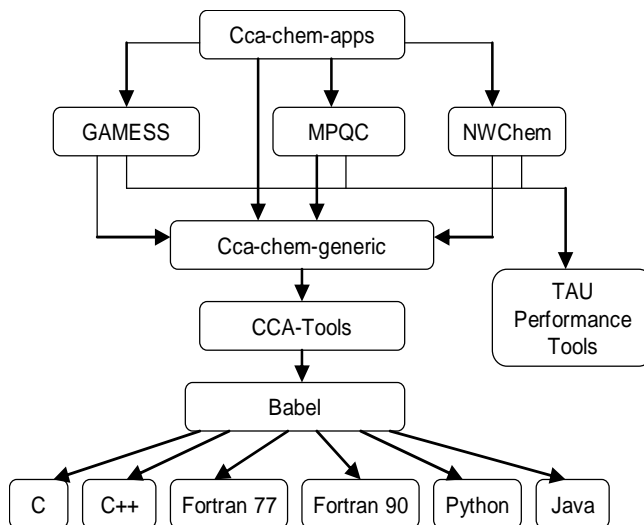 Cca-chem-apps
GAMESS
MPQC
NWChem
Cca-chem-generic
TAU
Performance
Tools
CCA-Tools
Babel
C
C++
Fortran 77
Fortran 90
Python
Java